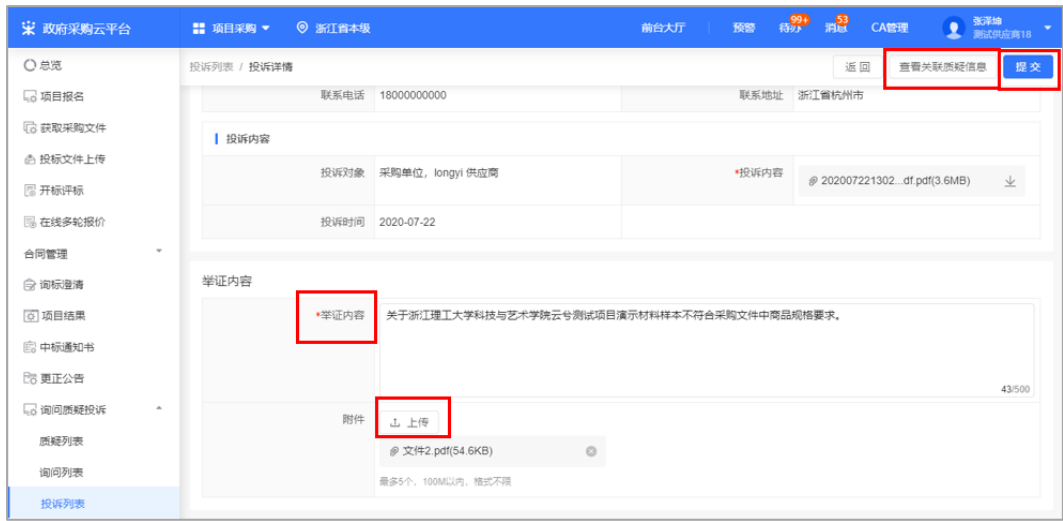 政府采购云平台 项目采购 浙江省本级 前台大厅 预警 待办 99+ 消息 53 CA管理 张泽坤
测试供应商18
总览
投诉列表 / 投诉详情 返回 查看关联质疑信息 提交
项目报名
联系电话 18000000000 联系地址 浙江省杭州市
获取采购文件
投诉内容
投标文件上传
投诉对象 采购单位，longyi 供应商 *投诉内容 202007221302...df.pdf(3.6MB)
开标评标
在线多轮报价
投诉时间 2020-07-22
合同管理
询标澄清
举证内容
项目结果
*举证内容 关于浙江理工大学科技与艺术学院云兮测试项目演示材料样本不符合采购文件中商品规格要求。
中标通知书
更正公告
43/500
询问质疑投诉
附件 上传
质疑列表
文件2.pdf(54.6KB)
询问列表
最多5个，100M以内，格式不限
投诉列表